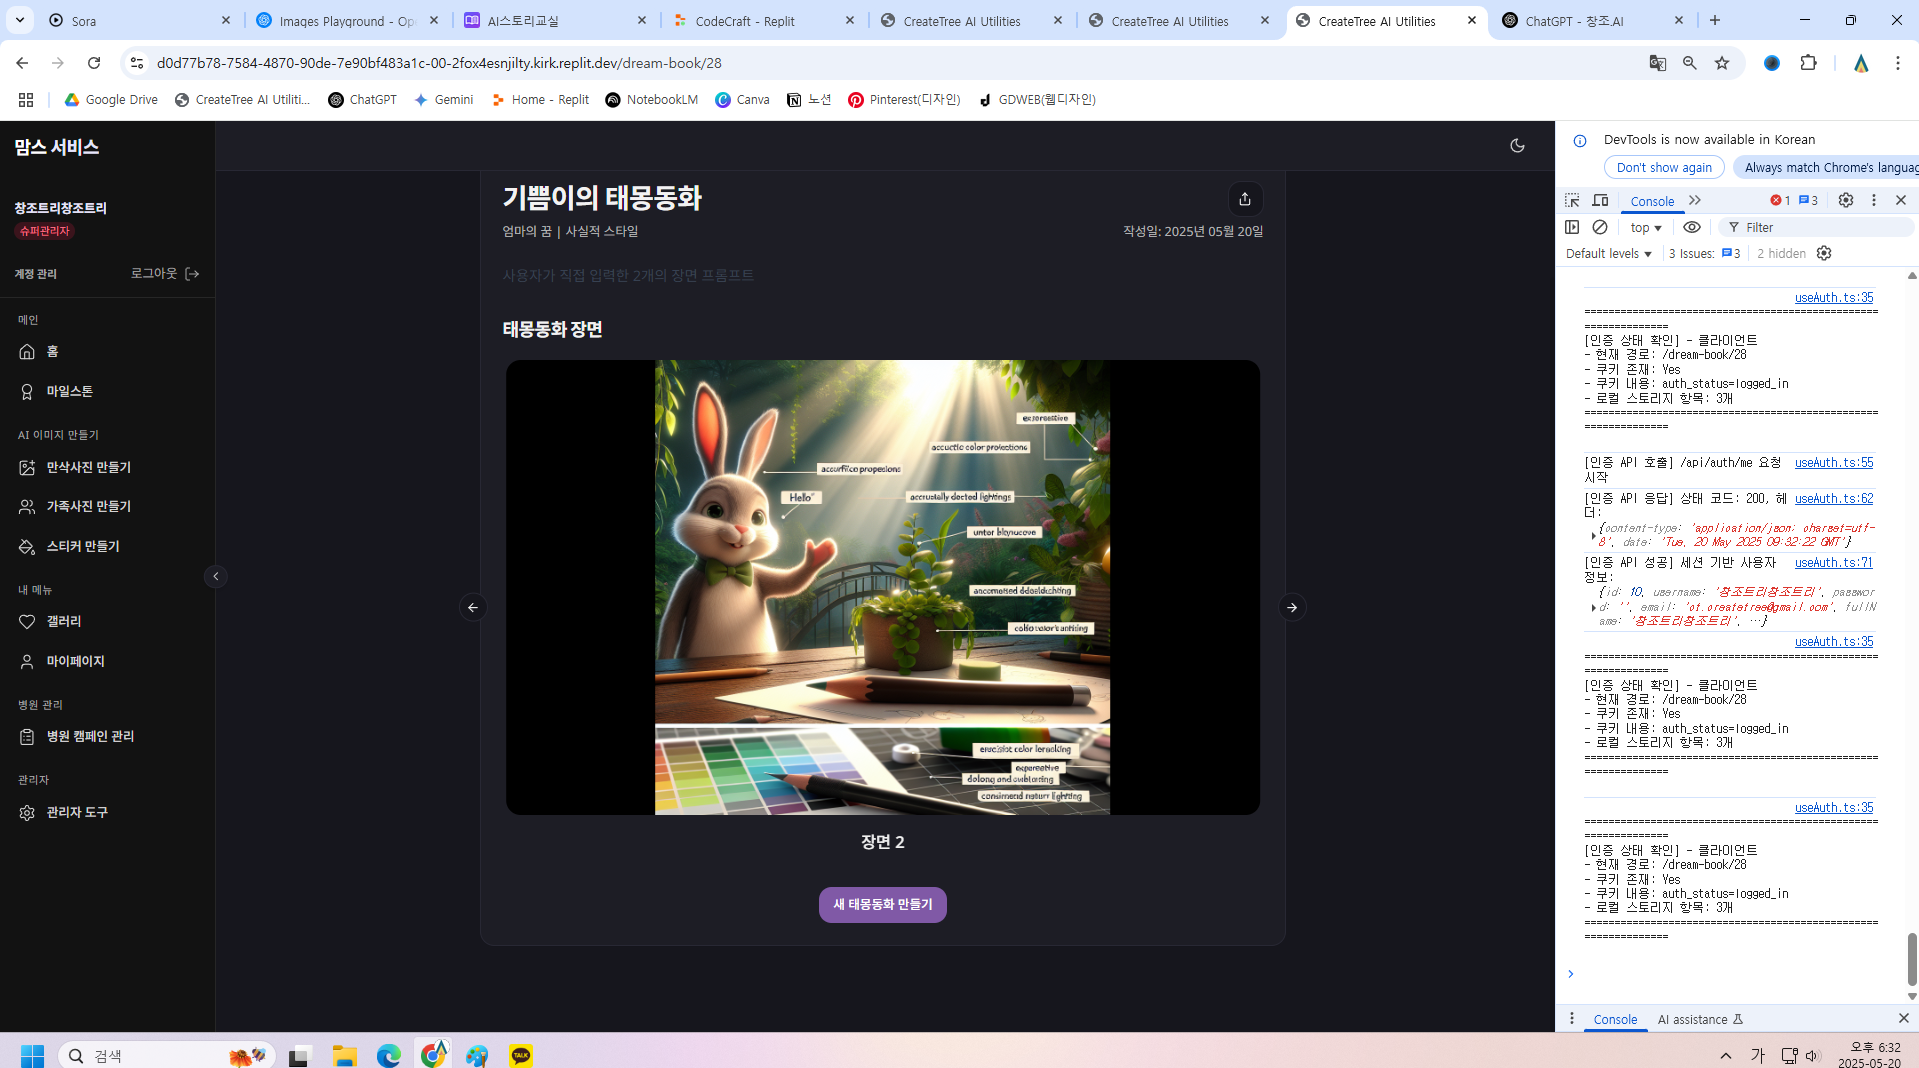 Sora
Images Playground - Ope
AI스토리교실
CodeCraft - Replit
CreateTree AI Utilities
CreateTree AI Utilities
CreateTree AI Utilities
ChatGPT - 창조.AI
d0d77b78-7584-4870-90de-7e90bf483a1c-00-2fox4esnjilty.kirk.replit.dev/dream-book/28
Google Drive
CreateTree AI Utiliti...
ChatGPT
Gemini
Home - Replit
NotebookLM
Canva
노션
Pinterest(디자인)
GDWEB(웹디자인)
맘스 서비스
창조트리창조트리
슈퍼관리자
계정 관리
로그아웃
메인
홈
마일스톤
AI 이미지 만들기
만삭사진 만들기
가족사진 만들기
스티커 만들기
내 메뉴
갤러리
마이페이지
병원 관리
병원 캠페인 관리
관리자
관리자 도구
기쁨이의 태몽동화
엄마의 꿈 | 사실적 스타일
작성일: 2025년 05월 20일
사용자가 직접 입력한 2개의 장면 프롬프트
태몽동화 장면
Hello"
장면 2
새 태몽동화 만들기
DevTools is now available in Korean
Don't show again
Always match Chrome's languag
Console
1
3
top
Filter
Default levels
3 Issues:
3
2 hidden
useAuth.ts:35
=================================================
==============
[인증 상태 확인] - 클라이언트
- 현재 경로: /dream-book/28
- 쿠키 존재: Yes
- 쿠키 내용: auth_status=logged_in
- 로컬 스토리지 항목: 3개
=================================================
==============
[인증 API 호출] /api/auth/me 요청 useAuth.ts:55
시작
[인증 API 응답] 상태 코드: 200, 헤 useAuth.ts:62
더:
{content-type: 'application/json; charset=utf-
8', date: 'Tue, 20 May 2025 09:32:22 GMT'}
[인증 API 성공] 세션 기반 사용자 useAuth.ts:71
정보:
{id: 10, username: '창조트리창조트리', passwor
d: '', email: 'ct.createtree@gmail.com', fullN
ame: '창조트리창조트리', …}
useAuth.ts:35
=================================================
==============
[인증 상태 확인] - 클라이언트
- 현재 경로: /dream-book/28
- 쿠키 존재: Yes
- 쿠키 내용: auth_status=logged_in
- 로컬 스토리지 항목: 3개
=================================================
==============
useAuth.ts:35
=================================================
==============
[인증 상태 확인] - 클라이언트
- 현재 경로: /dream-book/28
- 쿠키 존재: Yes
- 쿠키 내용: auth_status=logged_in
- 로컬 스토리지 항목: 3개
=================================================
==============
Console
AI assistance
검색
TALK
가
오후 6:32
2025-05-20